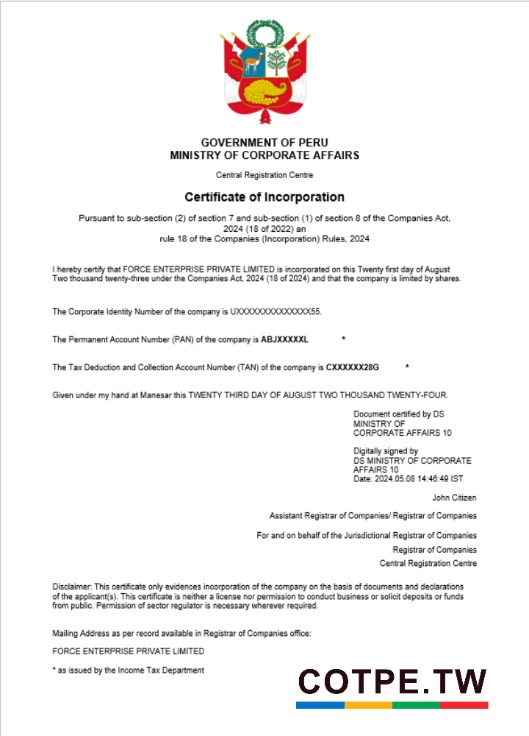 GOVERNMENT OF PERU
MINISTRY OF CORPORATE AFFAIRS
Central Registration Centre
Certificate of Incorporation
Pursuant to sub-section (2) of section 7 and sub-section (1) of section 8 of the Companies Act,
2024 (18 of 2022) an
rule 18 of the Companies (Incorporation) Rules, 2024
I hereby certify that FORCE ENTERPRISE PRIVATE LIMITED is incorporated on this Twenty first day of August
Two thousand twenty-three under the Companies Act, 2024 (18 of 2024) and that the company is limited by shares.
The Corporate Identity Number of the company is UXXXXXXXXXXXXXX55.
The Permanent Account Number (PAN) of the company is ABJXXXXXL *
The Tax Deduction and Collection Account Number (TAN) of the company is CXXXXXX28G *
Given under my hand at Manesar this TWENTY THIRD DAY OF AUGUST TWO THOUSAND TWENTY-FOUR.
Document certified by DS
MINISTRY OF
CORPORATE AFFAIRS 10
Digitally signed by
DS MINISTRY OF CORPORATE
AFFAIRS 10
Date: 2024.05.08 14:46:49 IST
John Citizen
Assistant Registrar of Companies/ Registrar of Companies
For and on behalf of the Jurisdictional Registrar of Companies
Registrar of Companies
Central Registration Centre
Disclaimer: This certificate only evidences incorporation of the company on the basis of documents and declarations
of the applicant(s). This certificate is neither a license nor permission to conduct business or solicit deposits or funds
from public. Permission of sector regulator is necessary wherever required.
Mailing Address as per record available in Registrar of Companies office:
FORCE ENTERPRISE PRIVATE LIMITED
* as issued by the Income Tax Department
COTPE.TW